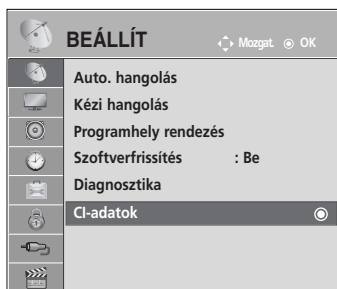 BEÁLLÍT Mozgat. OK
Auto. hangolás
Kézi hangolás
Programhely rendezés
Szoftverfrissítés : Be
Diagnosztika
CI-adatok